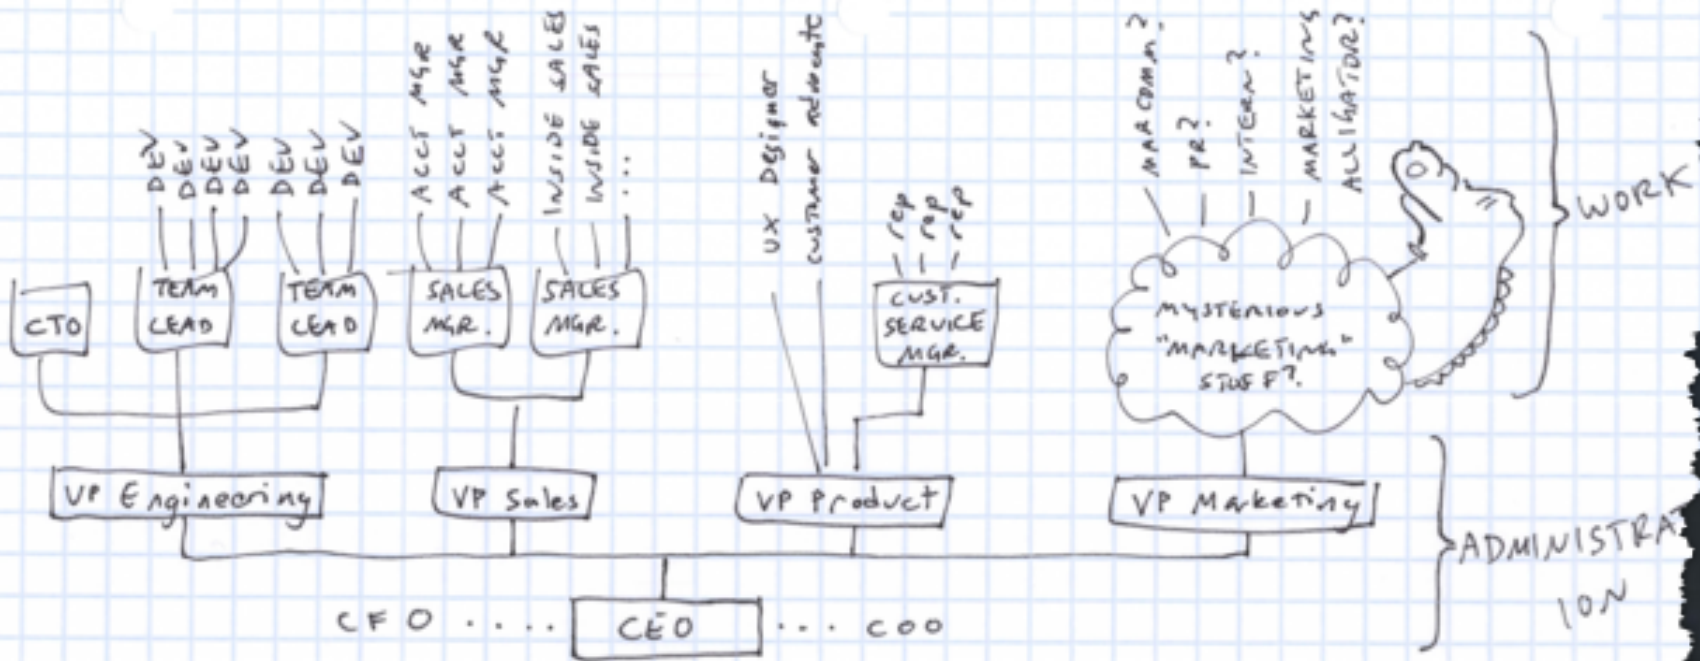 DEV
DEV
DEV
DEV
DEV
DEV
DEV
ACCT MGR
ACCT MGR
ACCT MGR
INSIDE SALES
INSIDE SALES
...
UX Designer
customer advocate
rep
rep
rep
MARCOMM?
PR?
INTERN?
MARKETING
ALLIGATOR?
WORK
CTO
TEAM
LEAD
TEAM
LEAD
SALES
MGR.
SALES
MGR.
CUST.
SERVICE
MGR.
MYSTERIOUS
"MARKETING"
STUFF?
VP Engineering
VP Sales
VP Product
VP Marketing
ADMINISTRAT
ION
CFO .... CEO ... COO